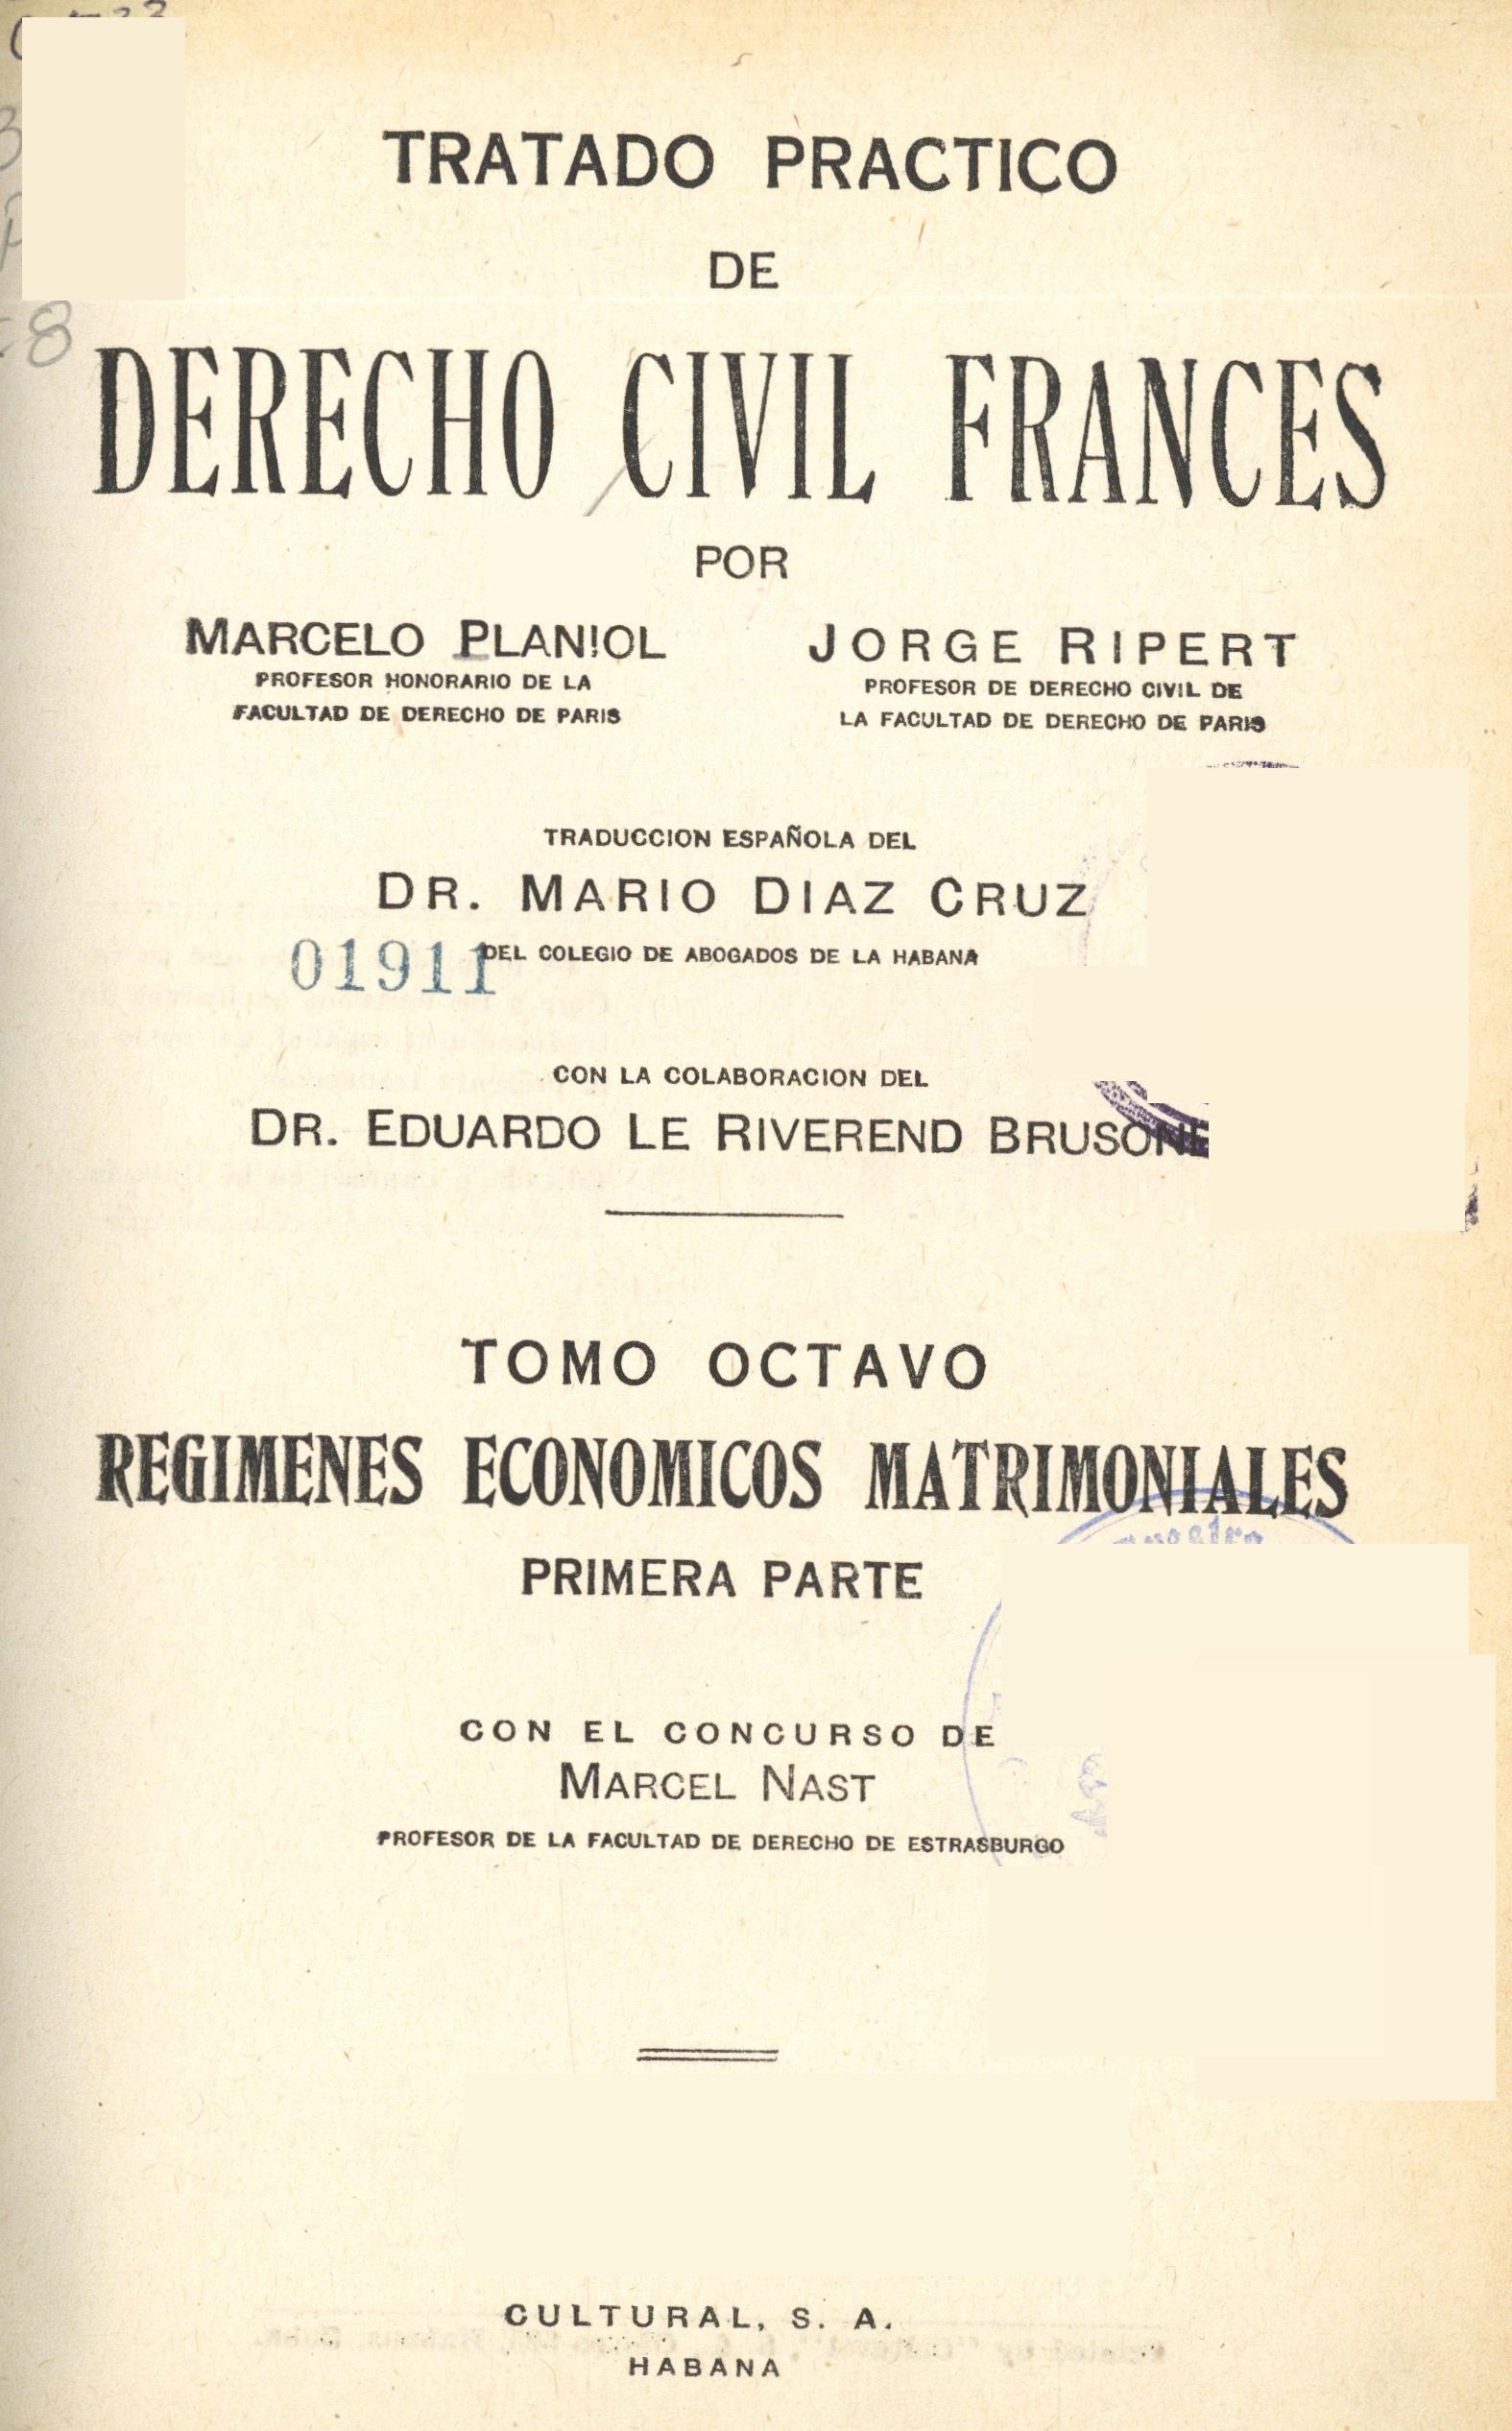 TRATADO PRACTICO
DE
DERECHO CIVIL FRANCES
POR
MARCELO PLANIOL
PROFESOR HONORARIO DE LA
FACULTAD DE DERECHO DE PARIS
JORGE RIPERT
PROFESOR DE DERECHO CIVIL DE
LA FACULTAD DE DERECHO DE PARIS
TRADUCCION ESPAÑOLA DEL
DR. MARIO DIAZ CRUZ
01911
DEL COLEGIO DE ABOGADOS DE LA HABANA
CON LA COLABORACION DEL
DR. EDUARDO LE RIVEREND BRUSONE
TOMO OCTAVO
REGIMENES ECONOMICOS MATRIMONIALES
PRIMERA PARTE
CON EL CONCURSO DE
MARCEL NAST
PROFESOR DE LA FACULTAD DE DERECHO DE ESTRASBURGO
CULTURAL, S. A.
HABANA